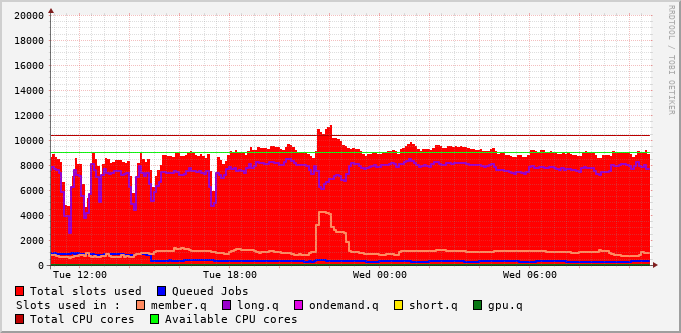 20000
18000
16000
14000
12000
10000
8000
6000
4000
2000
0
Tue 12:00 Tue 18:00 Wed 00:00 Wed 06:00
RRDTOOL / TOBI OETIKER
Total slots used Queued Jobs
Slots used in : member.q long.q ondemand.q short.q gpu.q
Total CPU cores Available CPU cores